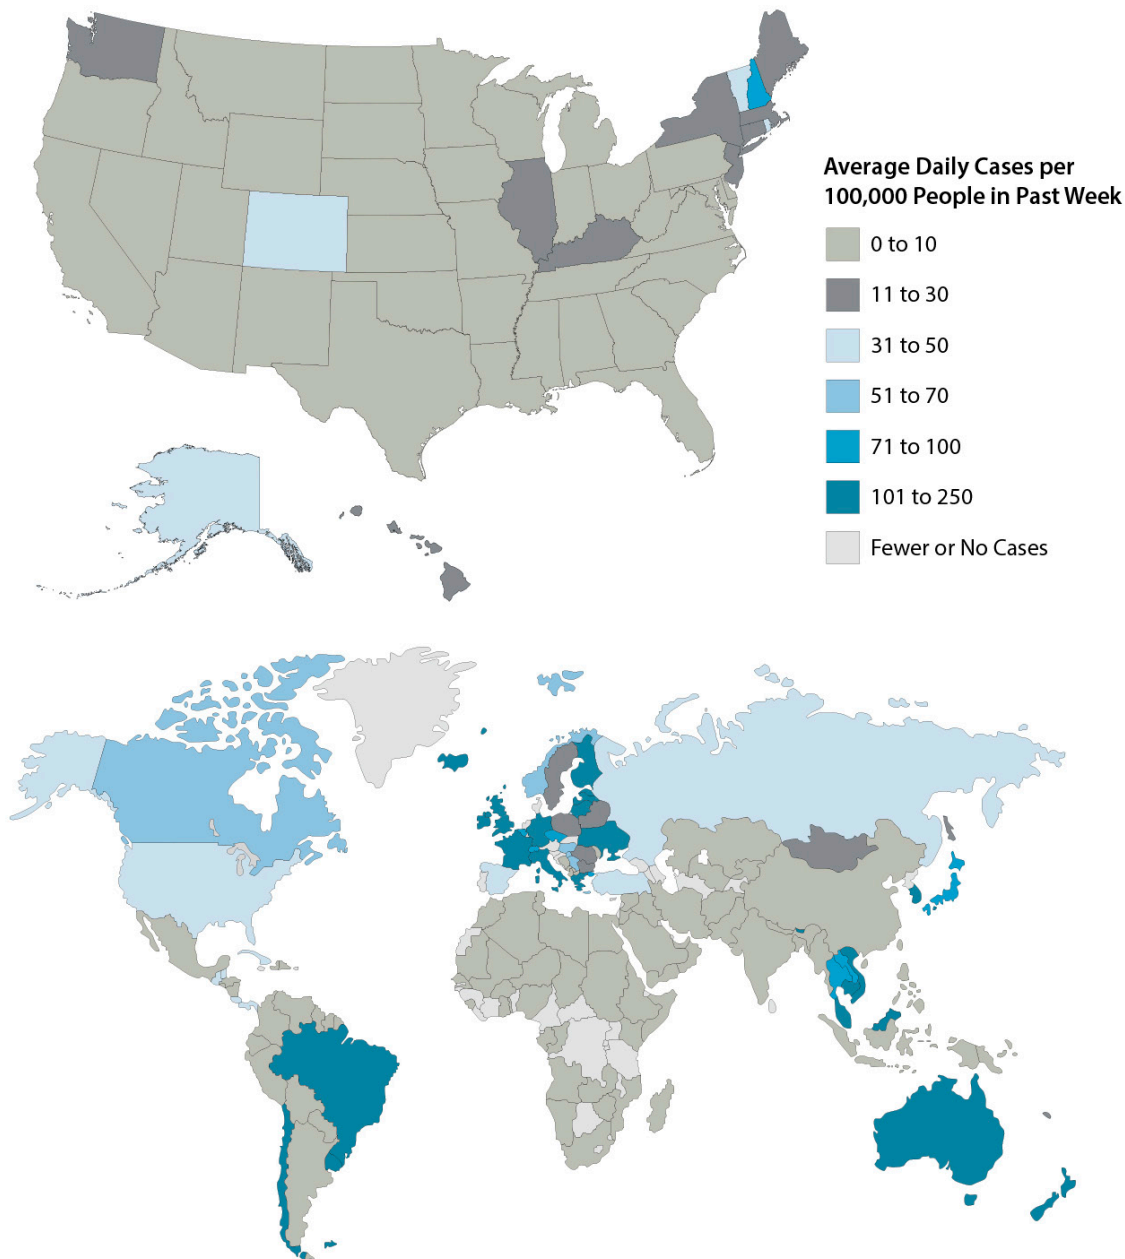 Average Daily Cases per
100,000 People in Past Week
0 to 10
11 to 30
31 to 50
51 to 70
71 to 100
101 to 250
Fewer or No Cases